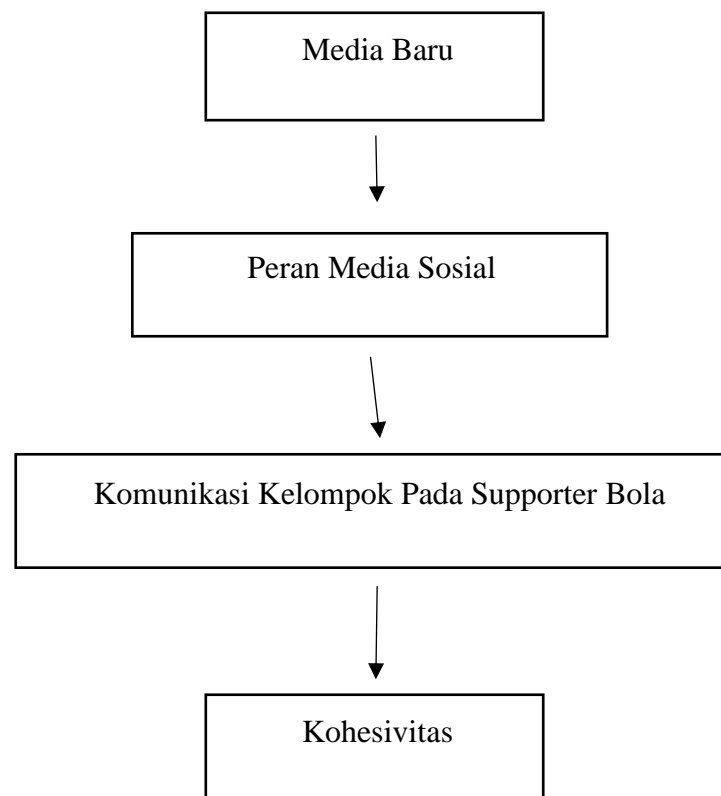 Media Baru
Peran Media Sosial
Komunikasi Kelompok Pada Supporter Bola
Kohesivitas